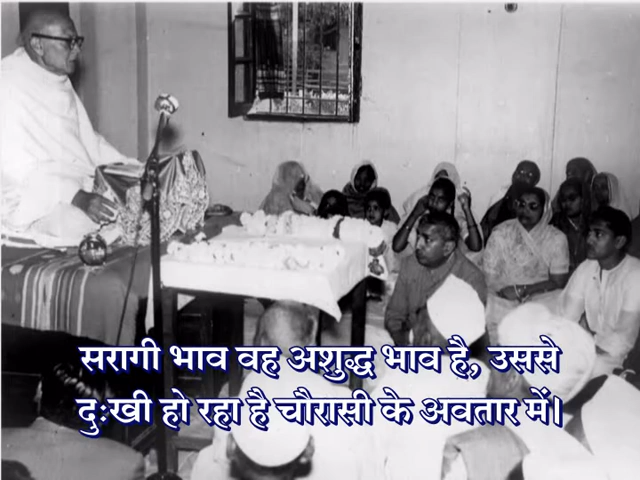 सरागी भाव वह अशुद्ध भाव है, उससे
दुःखी हो रहा है चौरासी के अवतार में।